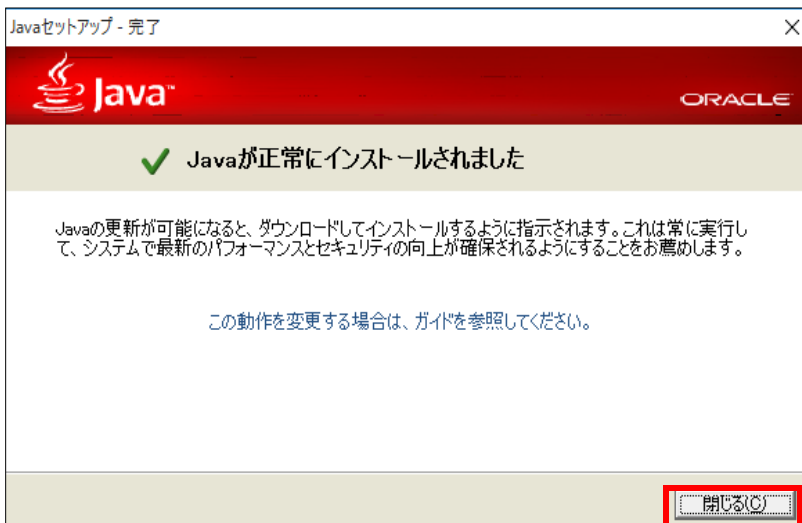 Javaセットアップ - 完了
Java™
ORACLE
Javaが正常にインストールされました
Javaの更新が可能になると、ダウンロードしてインストールするように指示されます。これは常に実行し
て、システムで最新のパフォーマンスとセキュリティの向上が確保されるようにすることをお薦めします。
この動作を変更する場合は、ガイドを参照してください。
閉じる(C)